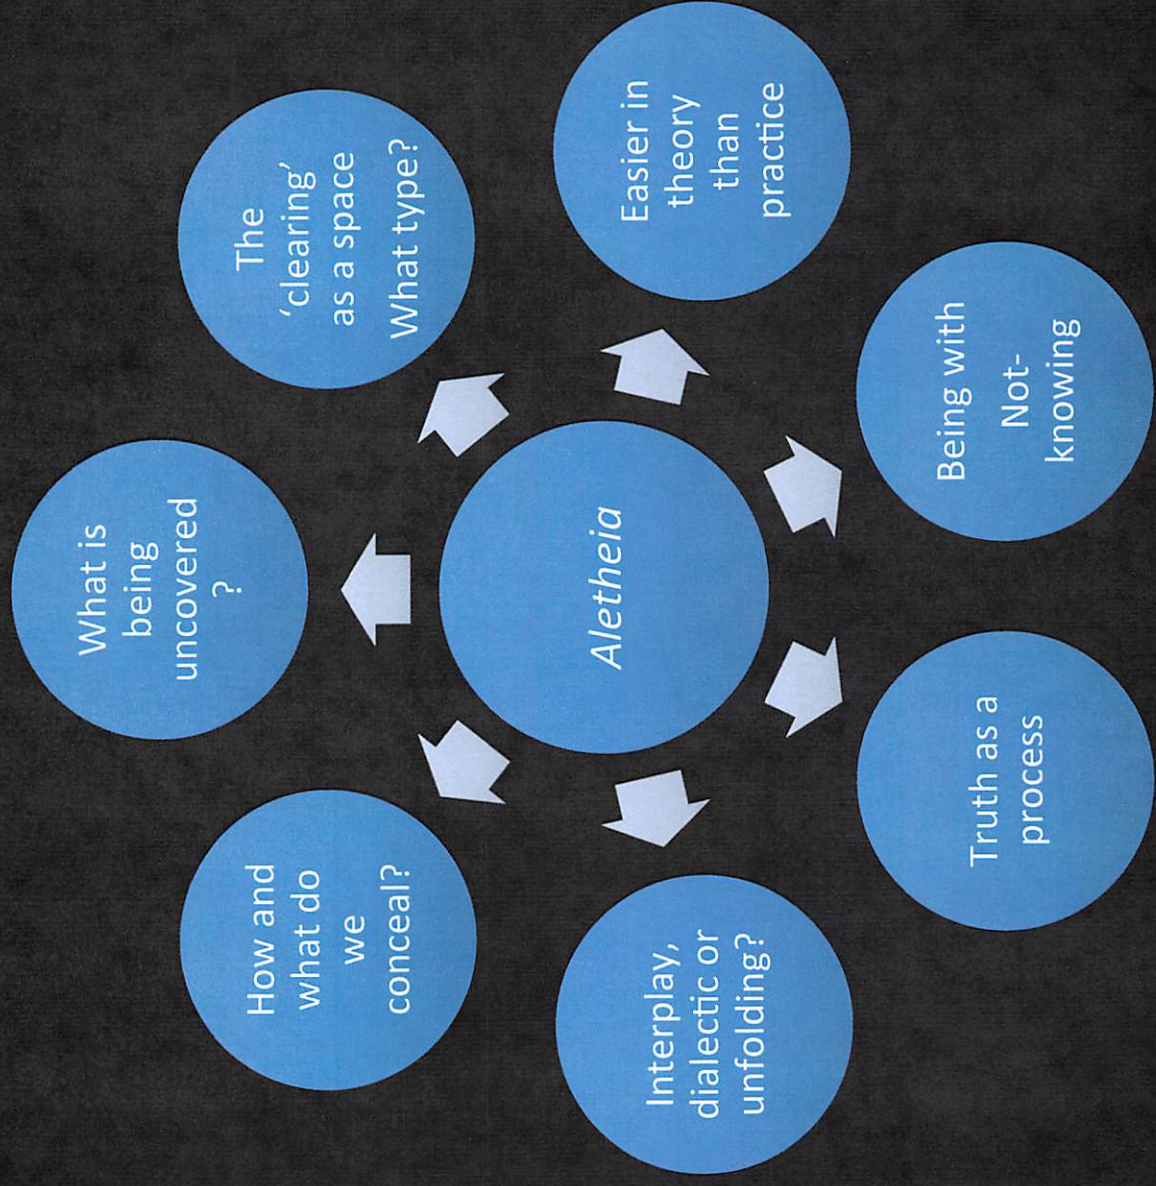 Aletheia
What is
being
uncovered
?
The
‘clearing’
as a space
What type?
Easier in
theory
than
practice
Being with
Not-
knowing
Truth as a
process
Interplay,
dialectic or
unfolding?
How and
what do
we
conceal?